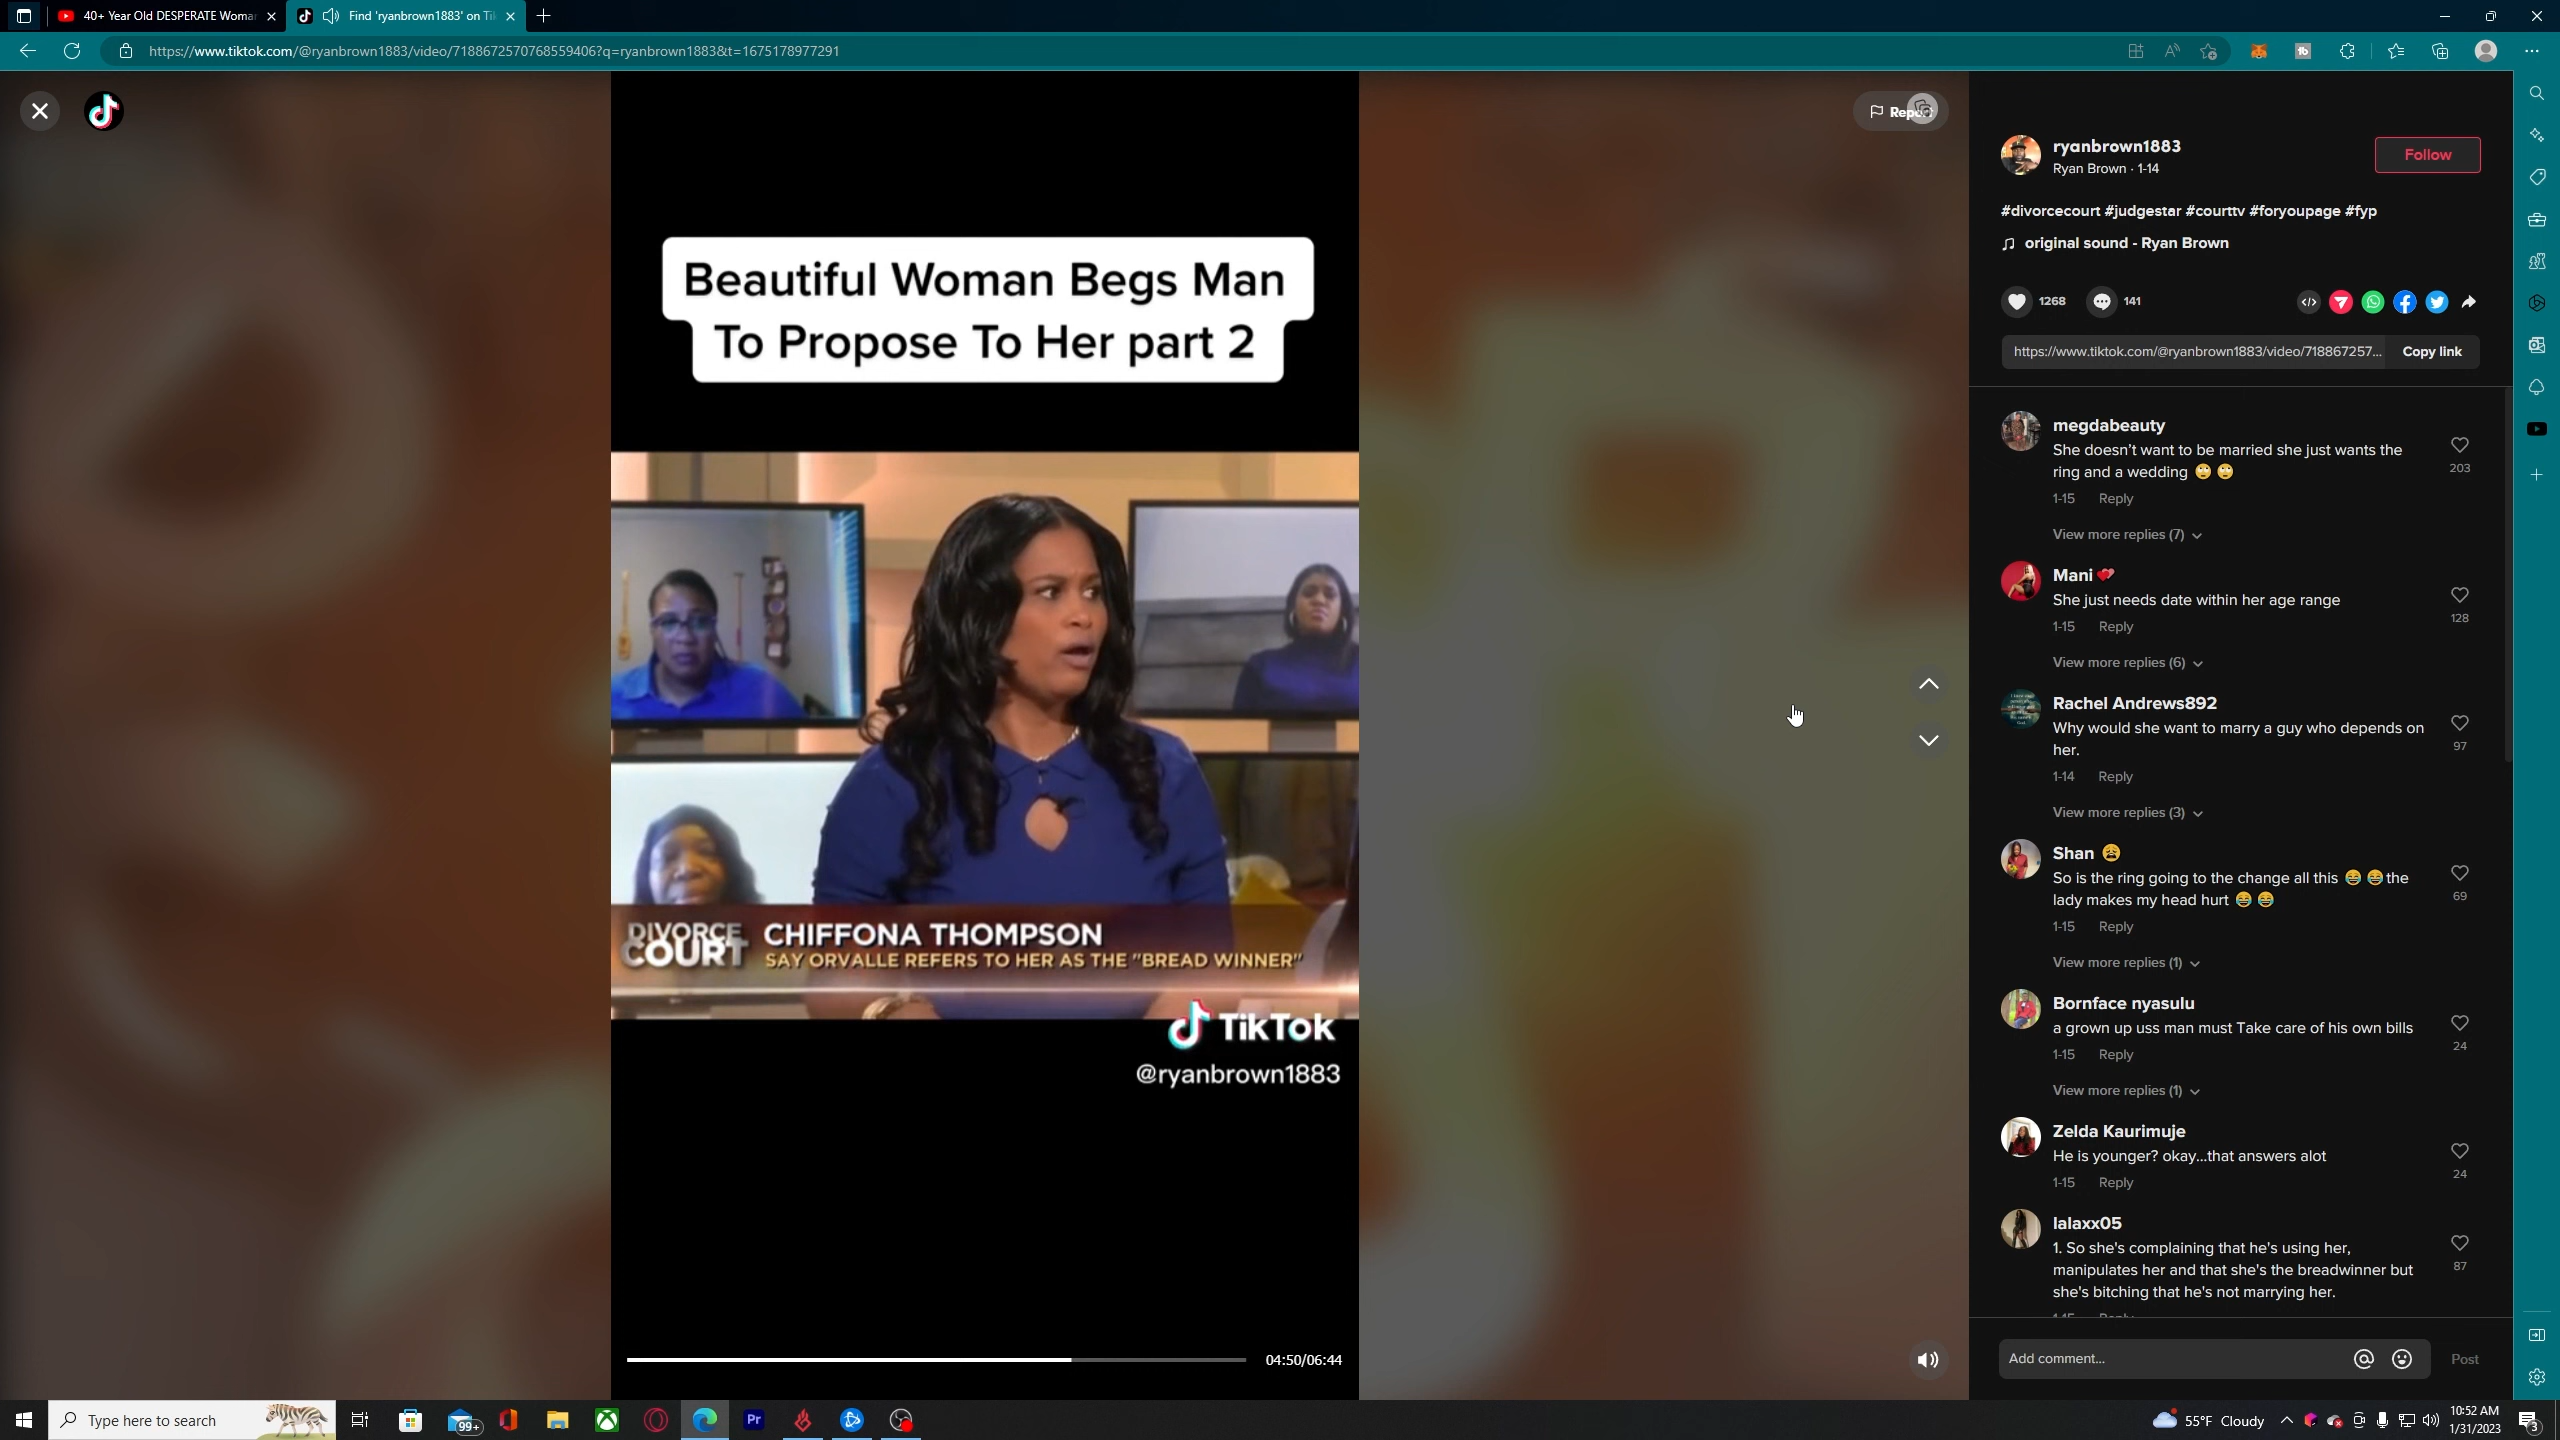 40+ Year Old DESPERATE Woma
Find 'ryanbrown1883' on Ti
https://www.tiktok.com/@ryanbrown1883/video/7188672570768559406?q=ryanbrown1883&t=1675178977291
Beautiful Woman Begs Man
To Propose To Her part 2
DIVORCE
COURT
CHIFFONA THOMPSON
SAY ORVALLE REFERS TO HER AS THE "BREAD WINNER"
TikTok
@ryanbrown1883
04:50/06:44
Report
ryanbrown1883
Ryan Brown · 1-14
Follow
#divorcecourt #judgestar #courttv #foryoupage #fyp
original sound - Ryan Brown
1268
141
https://www.tiktok.com/@ryanbrown1883/video/718867257...
Copy link
megdabeauty
She doesn't want to be married she just wants the
ring and a wedding 🙄 🙄
203
1-15 Reply
View more replies (7)
Mani
She just needs date within her age range
128
1-15 Reply
View more replies (6)
Rachel Andrews892
Why would she want to marry a guy who depends on
her.
97
1-14 Reply
View more replies (3)
Shan 😩
So is the ring going to the change all this 😂 😂the
lady makes my head hurt 😂 😂
69
1-15 Reply
View more replies (1)
Bornface nyasulu
a grown up uss man must Take care of his own bills
24
1-15 Reply
View more replies (1)
Zelda Kaurimuje
He is younger? okay...that answers alot
24
1-15 Reply
lalaxx05
1. So she's complaining that he's using her,
manipulates her and that she's the breadwinner but
she's bitching that he's not marrying her.
87
Add comment...
Post
Type here to search
99+
Pr
55°F Cloudy
10:52 AM
1/31/2023
3